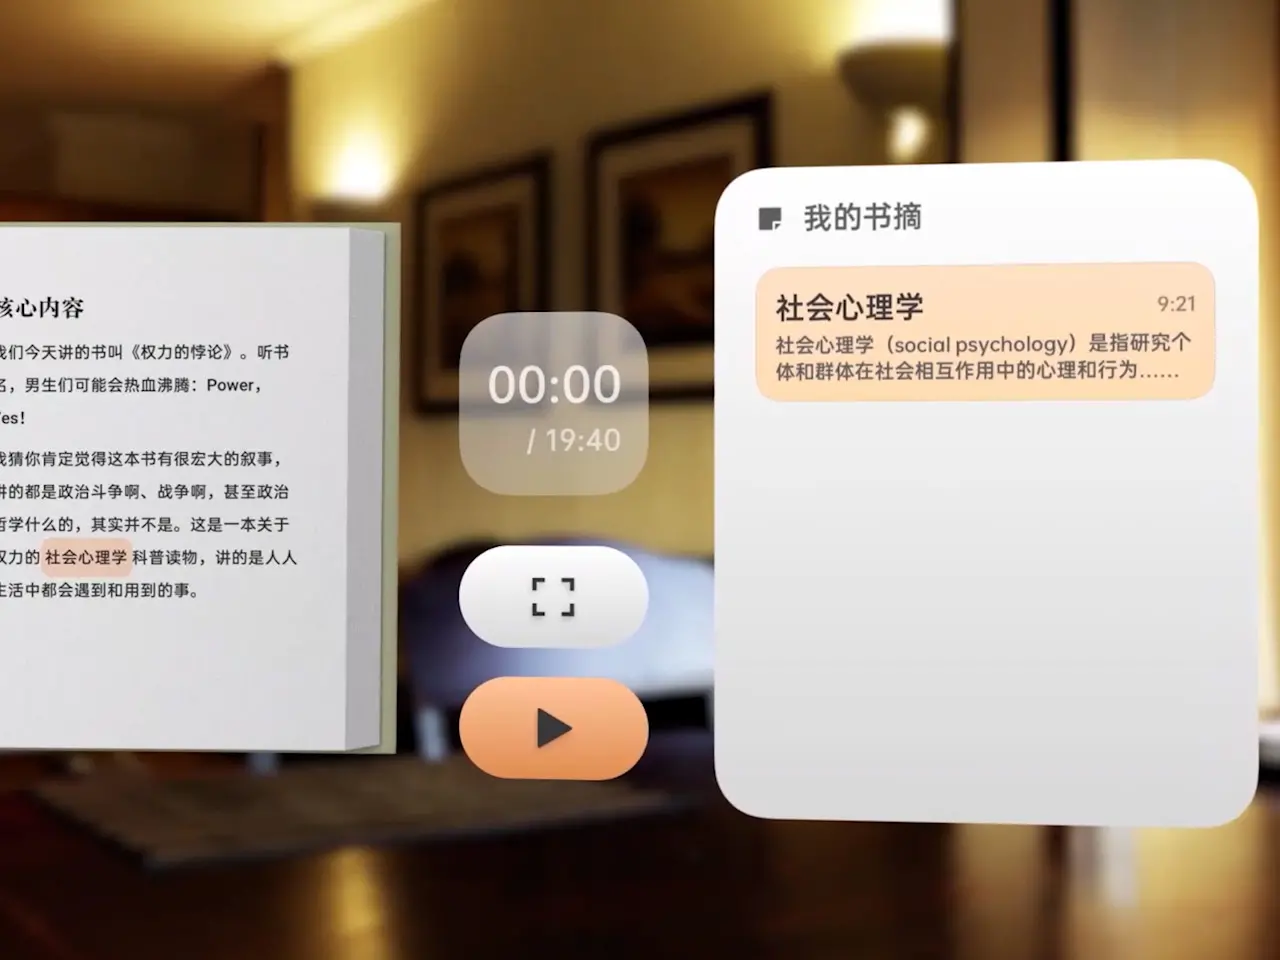 核心内容
我们今天讲的书叫《权力的悖论》。听书
名，男生们可能会热血沸腾：Power，
Yes！
我猜你肯定觉得这本书有很宏大的叙事，
讲的都是政治斗争啊、战争啊，甚至政治
哲学什么的，其实并不是。这是一本关于
权力的社会心理学科普读物，讲的是人人
生活中都会遇到和用到的事。
00:00
/ 19:40
我的书摘
社会心理学
9:21
社会心理学（social psychology）是指研究个
体和群体在社会相互作用中的心理和行为……